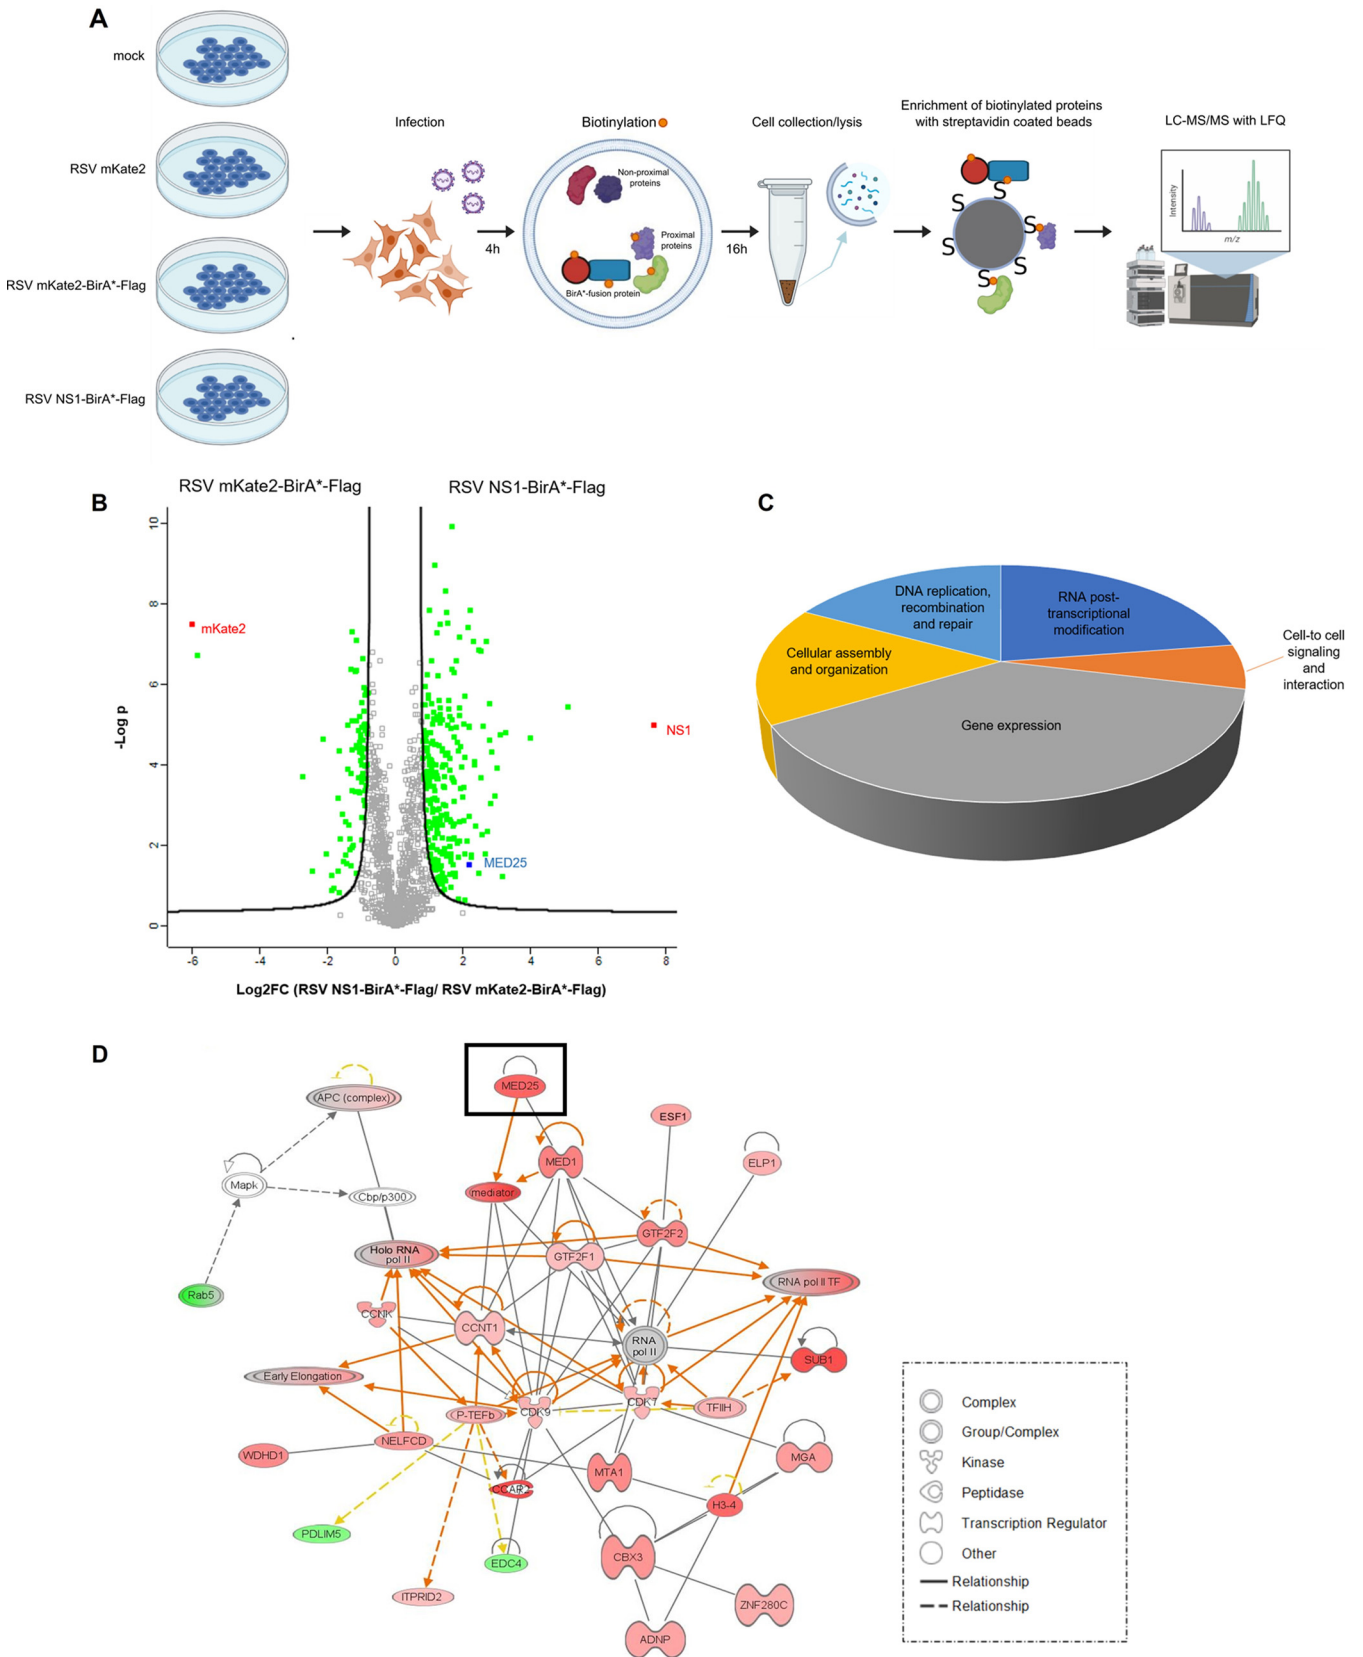 A
mock
RSV mKate2
RSV mKate2-BirA*-Flag
RSV NS1-BirA*-Flag
Infection
4h
Biotinylation
Non-proximal
proteins
Proximal
proteins
BirA*-fusion protein
16h
Cell collection/lysis
Enrichment of biotinylated proteins
with streptavidin coated beads
S
S
S
S
S
S
LC-MS/MS with LFQ
Intensity
m/z
B
RSV mKate2-BirA*-Flag
RSV NS1-BirA*-Flag
-Log p
10
8
6
4
2
0
mKate2
NS1
MED25
-6
-4
-2
0
2
4
6
8
Log2FC (RSV NS1-BirA*-Flag/ RSV mKate2-BirA*-Flag)
C
DNA replication,
recombination
and repair
RNA post-
transcriptional
modification
Cell-to cell
signaling
and
interaction
Cellular assembly
and organization
Gene expression
D
APC (complex)
MED25
ESF1
ELP1
MED1
Mapk
Cbp/p300
mediator
GTF2F2
Holo RNA
pol II
GTF2F1
RNA pol II TF
Rab5
CCNK
CCNT1
RNA
pol II
SUB1
Early Elongation
P-TEFb
CDK9
CDK7
TFIIH
NELFCD
WDHD1
MGA
MTA1
CCAR2
H3-4
PDLIM5
EDC4
CBX3
ITPRID2
ZNF280C
ADNP
Complex
Group/Complex
Kinase
Peptidase
Transcription Regulator
Other
Relationship
Relationship